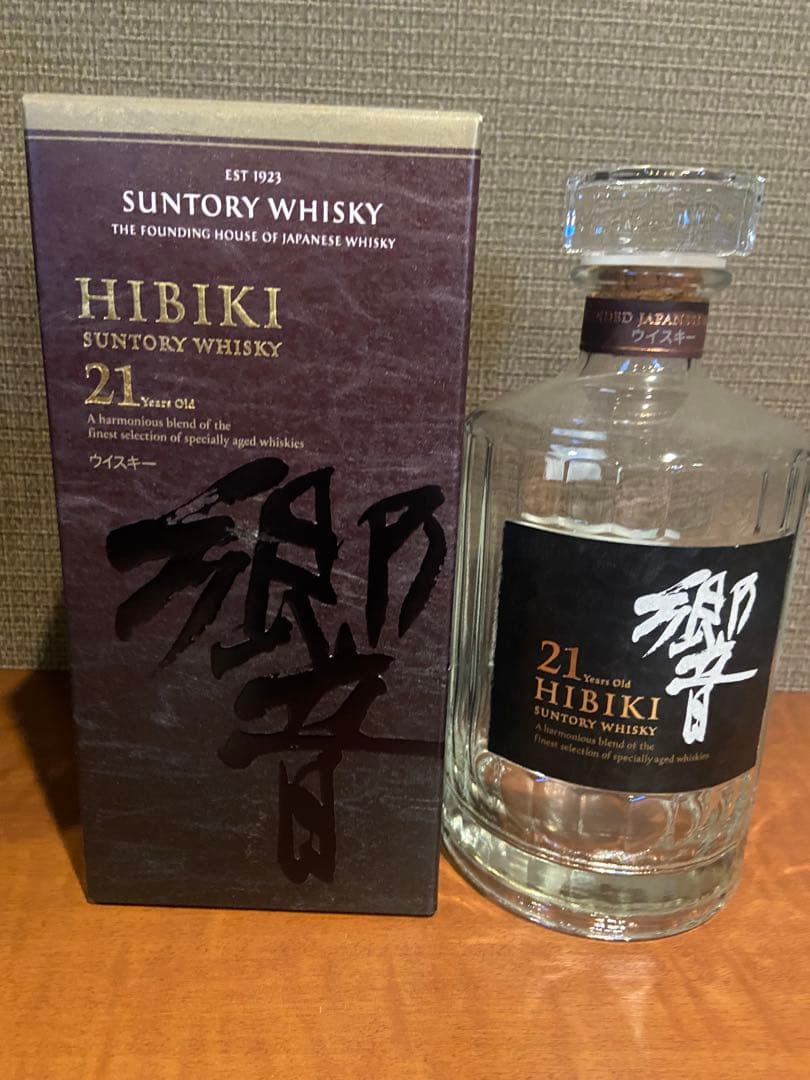 EST 1923
SUNTORY WHISKY
THE FOUNDING HOUSE OF JAPANESE WHISKY
HIBIKI
SUNTORY WHISKY
21 Years Old
A harmonious blend of the
finest selection of specially aged whiskies
ウイスキー
響
JAPANESE
ウイスキー
響
21 Years Old
HIBIKI
SUNTORY WHISKY
A harmonious blend of the
finest selection of specially aged whiskies